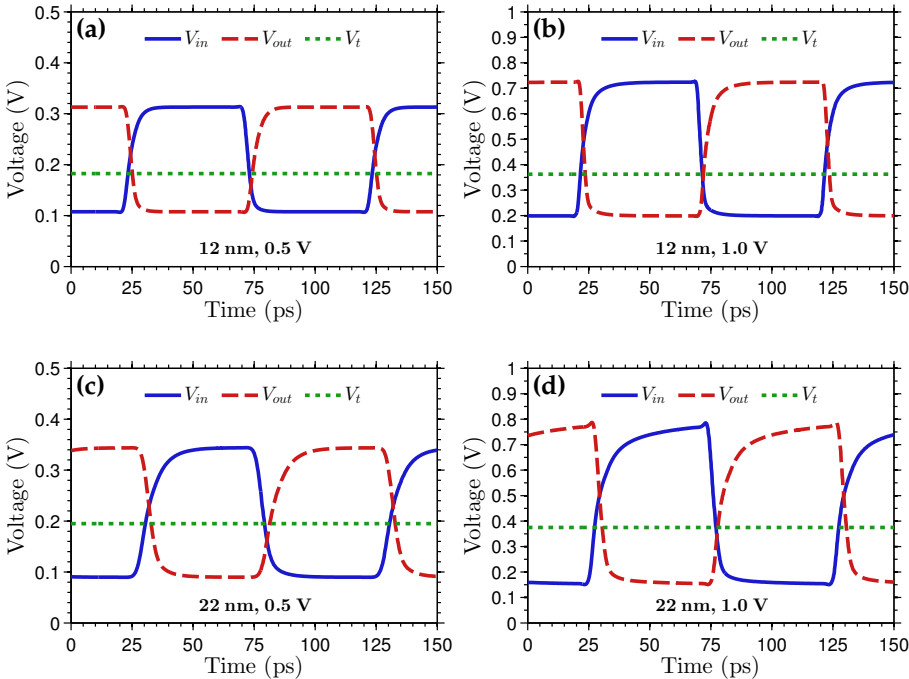 (a)
V_in V_out V_t
Voltage (V)
0.5
0.4
0.3
0.2
0.1
0
12 nm, 0.5 V
0 25 50 75 100 125 150
Time (ps)
(b)
V_in V_out V_t
Voltage (V)
1
0.9
0.8
0.7
0.6
0.5
0.4
0.3
0.2
0.1
0
12 nm, 1.0 V
0 25 50 75 100 125 150
Time (ps)
(c)
V_in V_out V_t
Voltage (V)
0.5
0.4
0.3
0.2
0.1
0
22 nm, 0.5 V
0 25 50 75 100 125 150
Time (ps)
(d)
V_in V_out V_t
Voltage (V)
1
0.9
0.8
0.7
0.6
0.5
0.4
0.3
0.2
0.1
0
22 nm, 1.0 V
0 25 50 75 100 125 150
Time (ps)